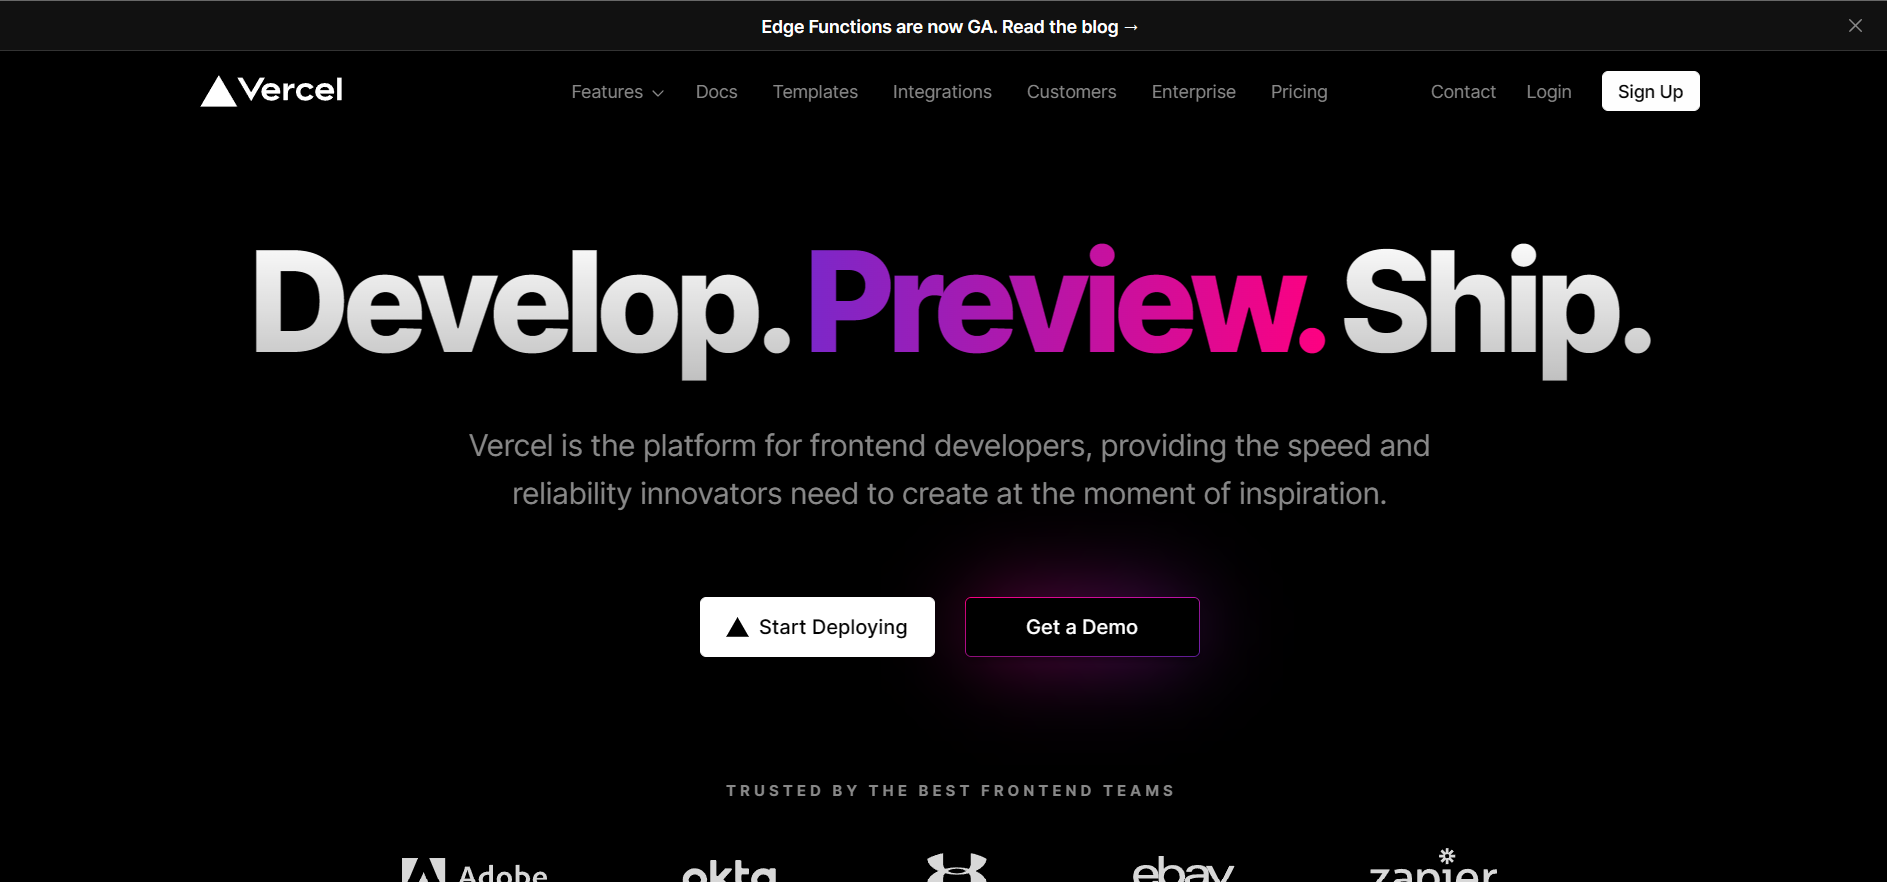 Edge Functions are now GA. Read the blog →
Vercel
Features
Docs
Templates
Integrations
Customers
Enterprise
Pricing
Contact
Login
Sign Up
Develop. Preview. Ship.
Vercel is the platform for frontend developers, providing the speed and
reliability innovators need to create at the moment of inspiration.
Start Deploying
Get a Demo
TRUSTED BY THE BEST FRONTEND TEAMS
Adobe
okta
ebay
zapier